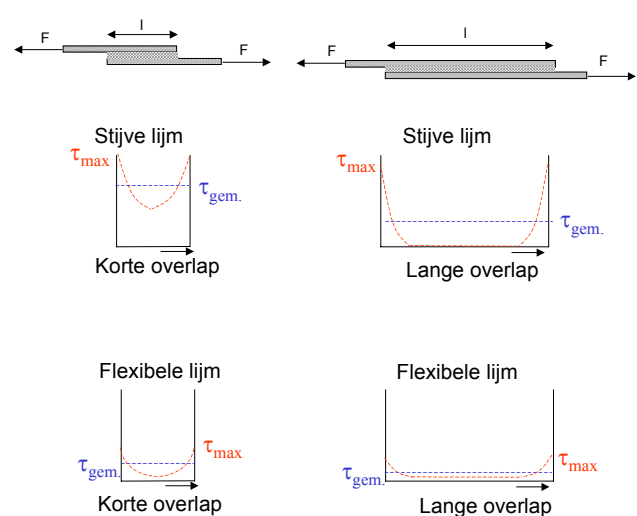 l
F
F
l
F
F
Stijve lijm
τmax
τgem.
Korte overlap
Stijve lijm
τmax
τgem.
Lange overlap
Flexibele lijm
τgem.
τmax
Korte overlap
Flexibele lijm
τgem.
τmax
Lange overlap